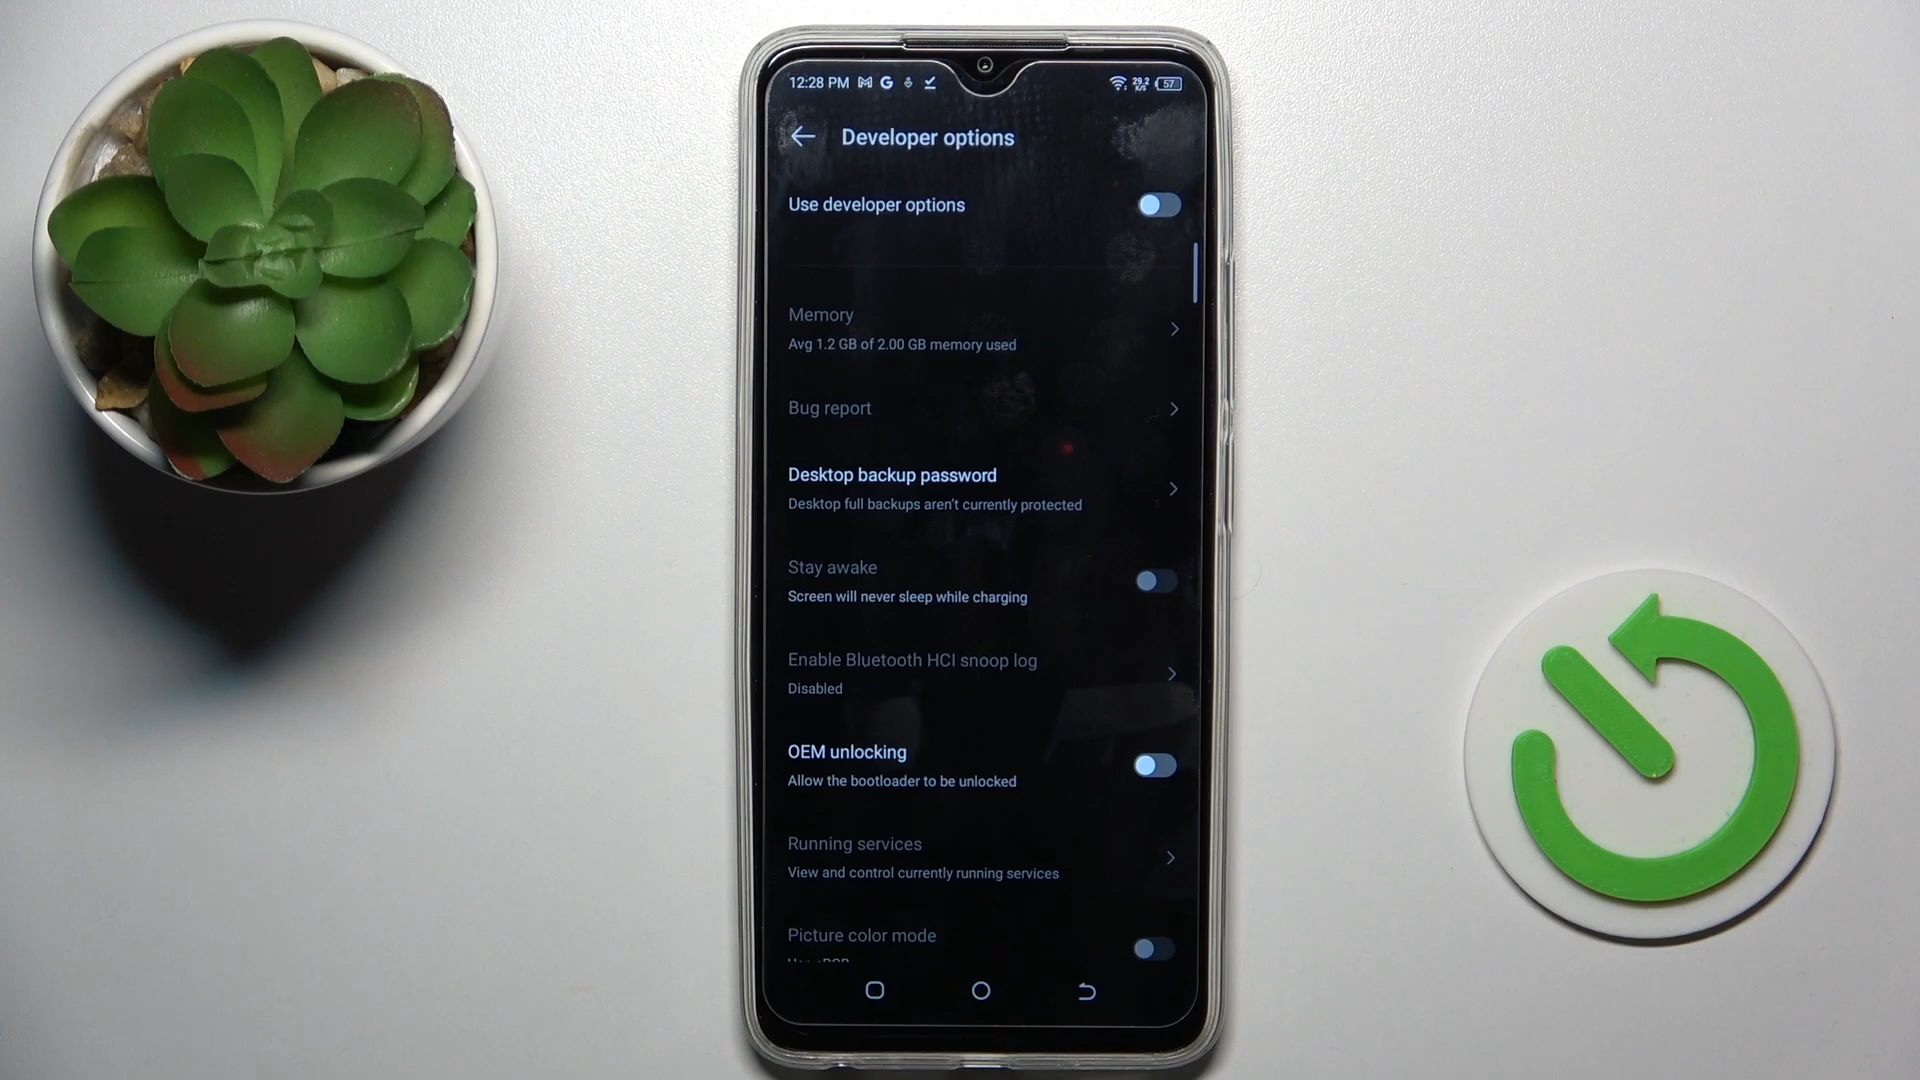 12:28 PM
29.2
K/s
57
Developer options
Use developer options
Memory
Avg 1.2 GB of 2.00 GB memory used
Bug report
Desktop backup password
Desktop full backups aren't currently protected
Stay awake
Screen will never sleep while charging
Enable Bluetooth HCI snoop log
Disabled
OEM unlocking
Allow the bootloader to be unlocked
Running services
View and control currently running services
Picture color mode